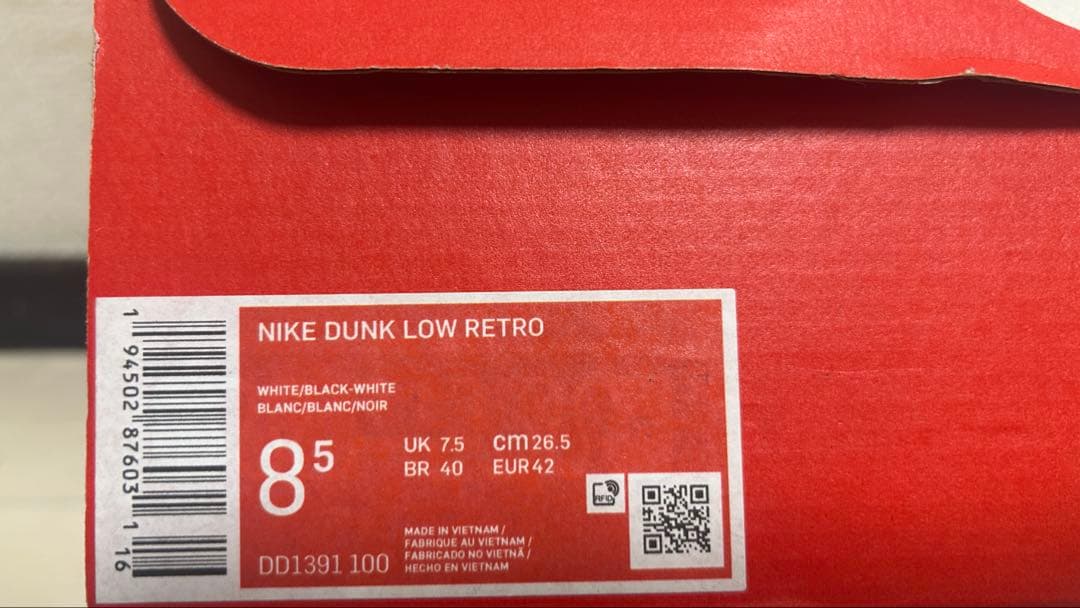 1 94502 87603 1 16
NIKE DUNK LOW RETRO
WHITE/BLACK-WHITE
BLANC/BLANC/NOIR
8⁵
UK 7.5 cm 26.5
BR 40 EUR 42
RFID
MADE IN VIETNAM /
FABRIQUE AU VIETNAM /
FABRICADO NO VIETNÃ /
HECHO EN VIETNAM
DD1391 100